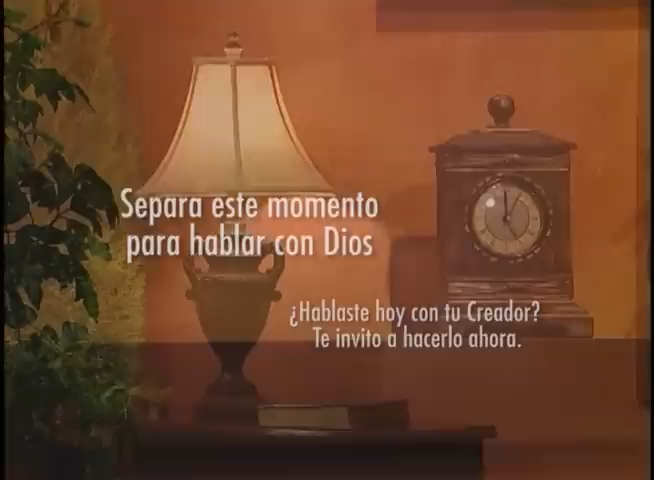 Separa este momento
para hablar con Dios
¿Hablaste hoy con tu Creador?
Te invito a hacerlo ahora.